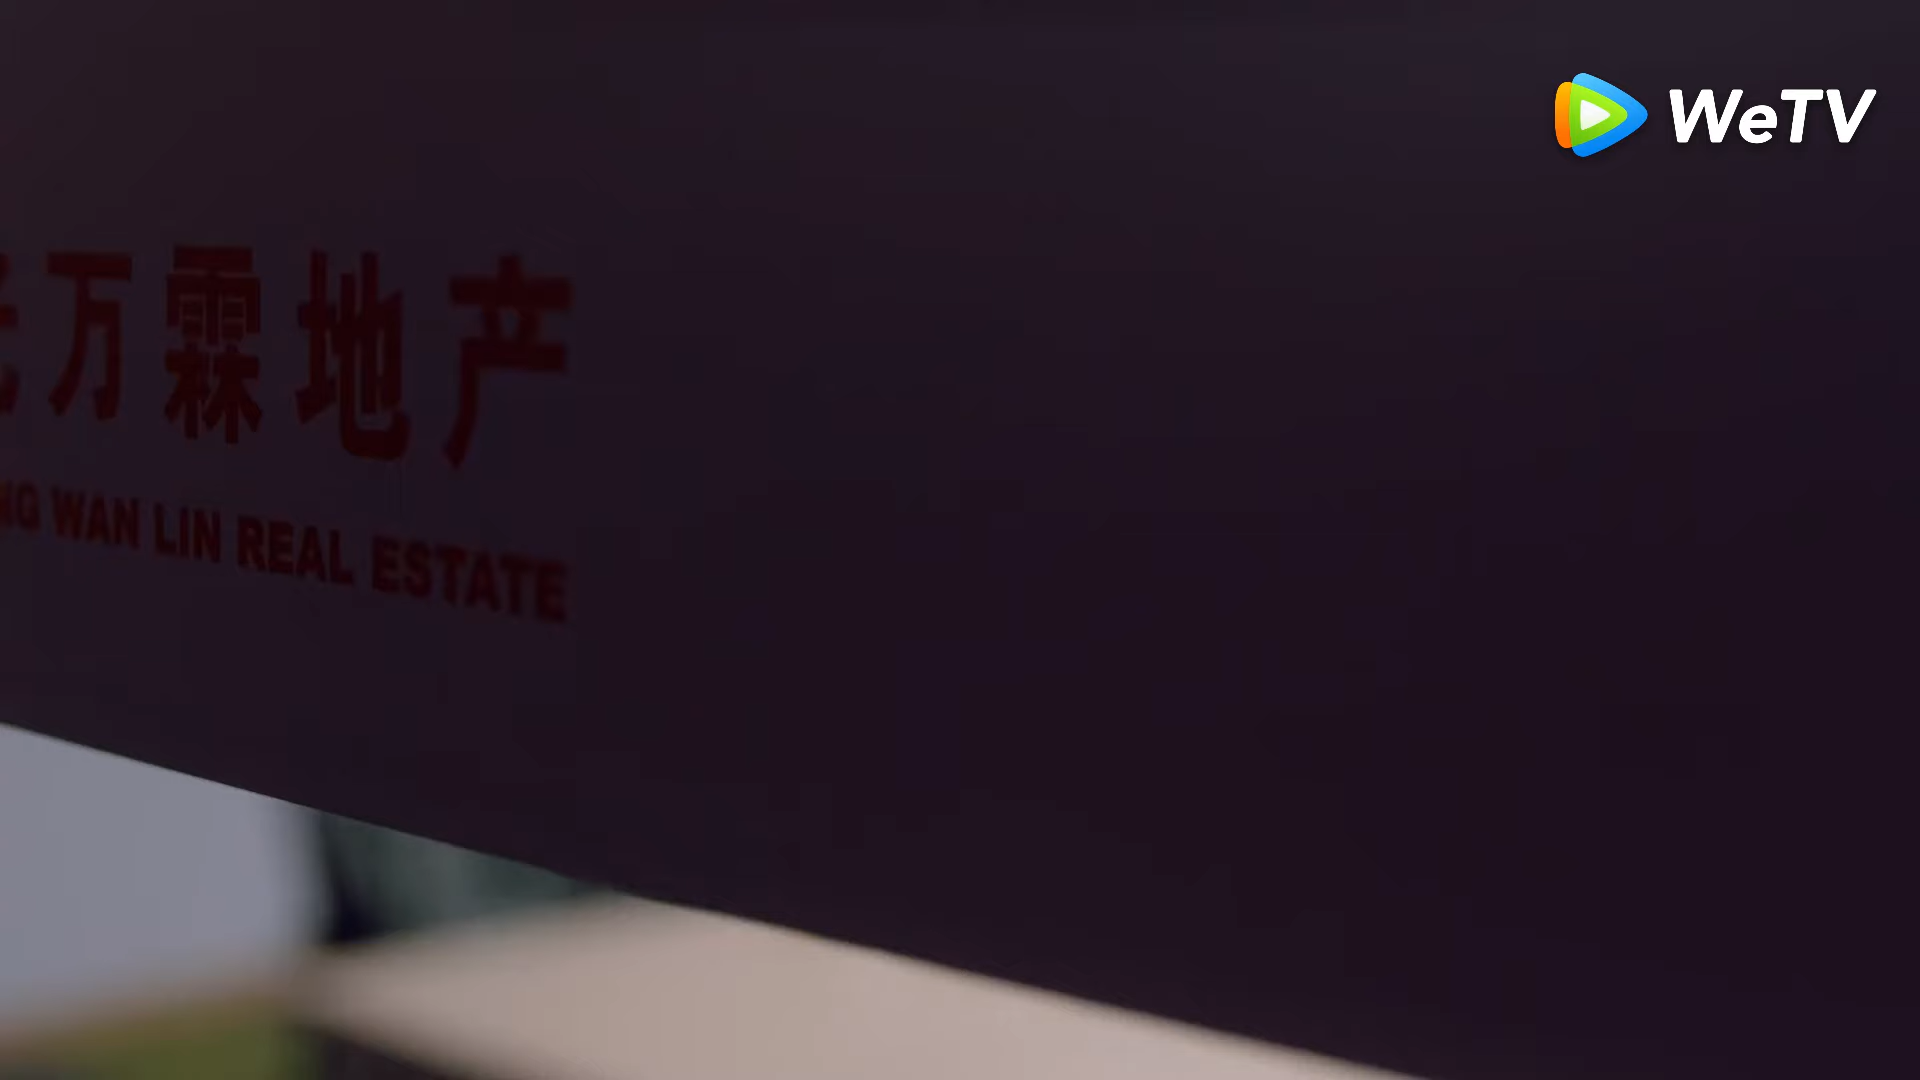 WeTV
万霖地产
WAN LIN REAL ESTATE